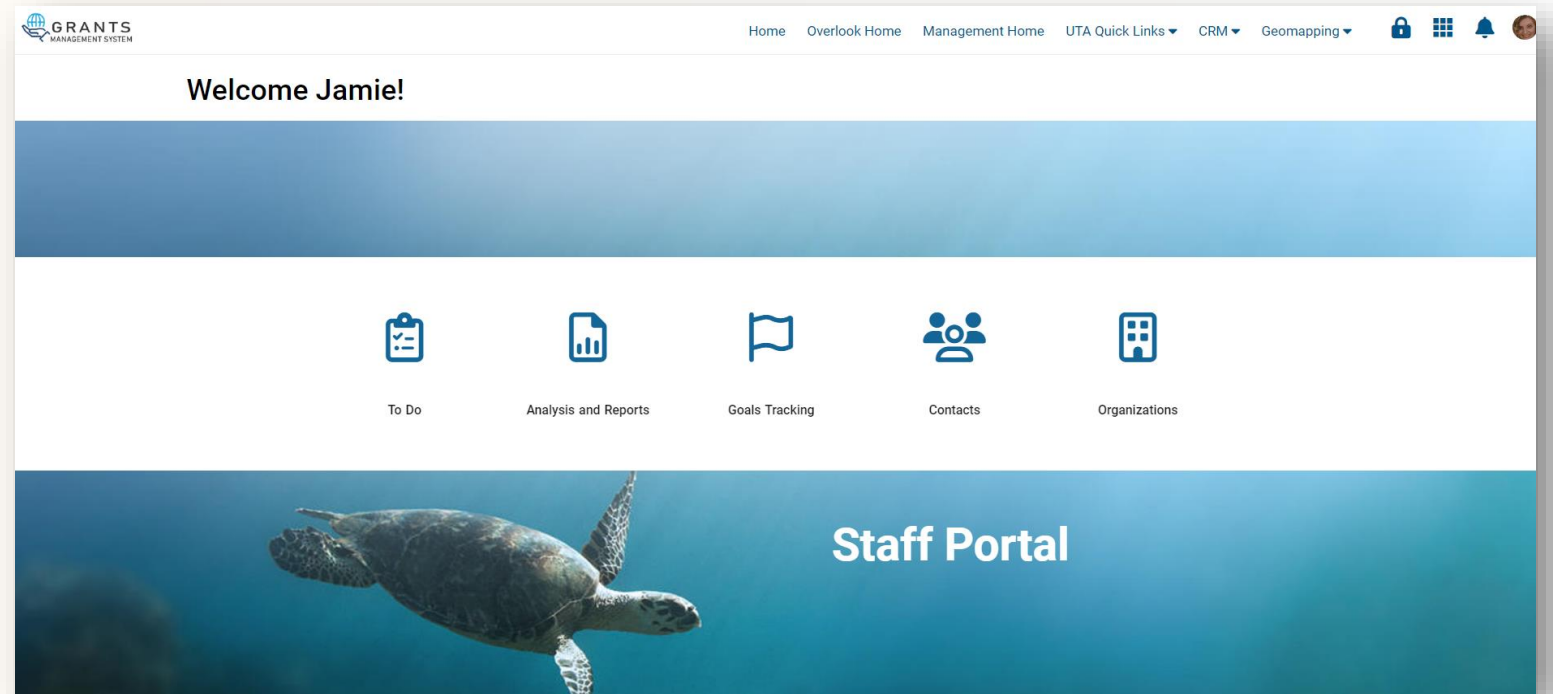 GRANTS
MANAGEMENT SYSTEM
Home Overlook Home Management Home UTA Quick Links CRM Geomapping
Welcome Jamie!
To Do Analysis and Reports Goals Tracking Contacts Organizations
Staff Portal